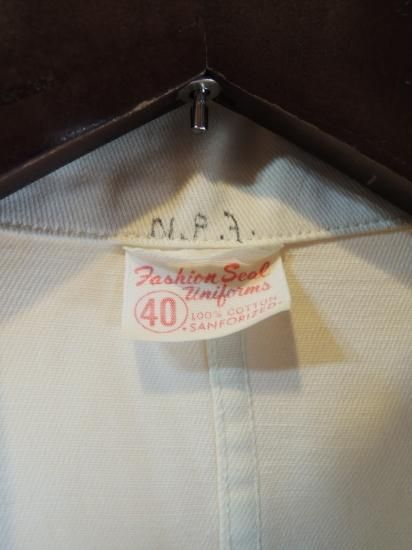 N.P.J.
Fashion Seal
Uniforms
40
100% COTTON
SANFORIZED